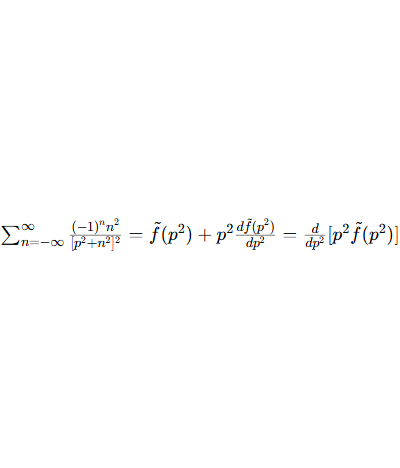 $\sum_{n=-\infty}^{\infty} \frac{(-1)^n n^2}{[p^2+n^2]^2} = \tilde{f}(p^2) + p^2 \frac{d\tilde{f}(p^2)}{dp^2} = \frac{d}{dp^2}[p^2 \tilde{f}(p^2)]$